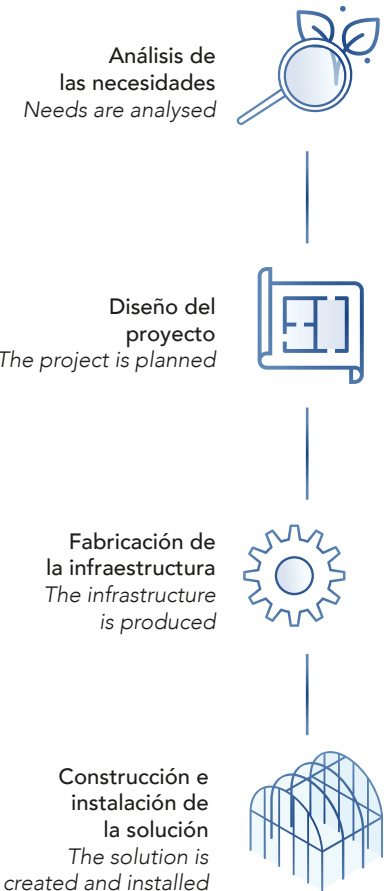 Análisis de
las necesidades
Needs are analysed
Diseño del
proyecto
The project is planned
Fabricación de
la infraestructura
The infrastructure
is produced
Construcción e
instalación de
la solución
The solution is
created and installed